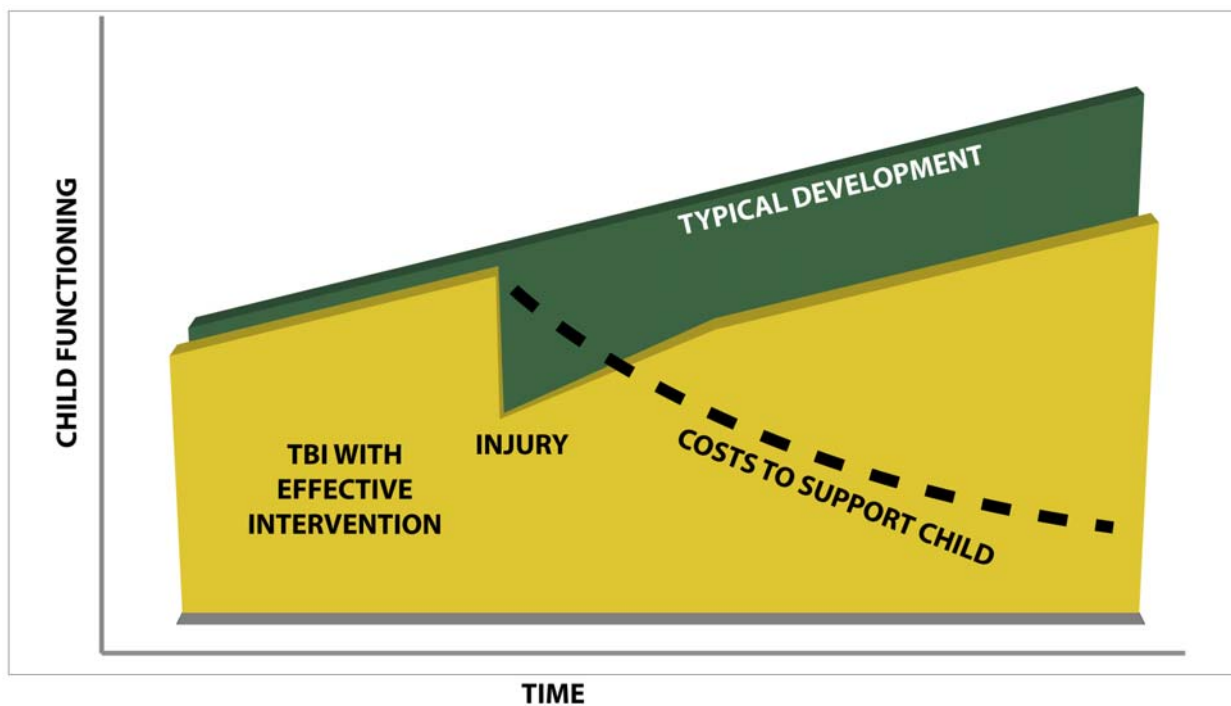 CHILD FUNCTIONING
TYPICAL DEVELOPMENT
TBI WITH
EFFECTIVE
INTERVENTION
INJURY
COSTS TO SUPPORT CHILD
TIME